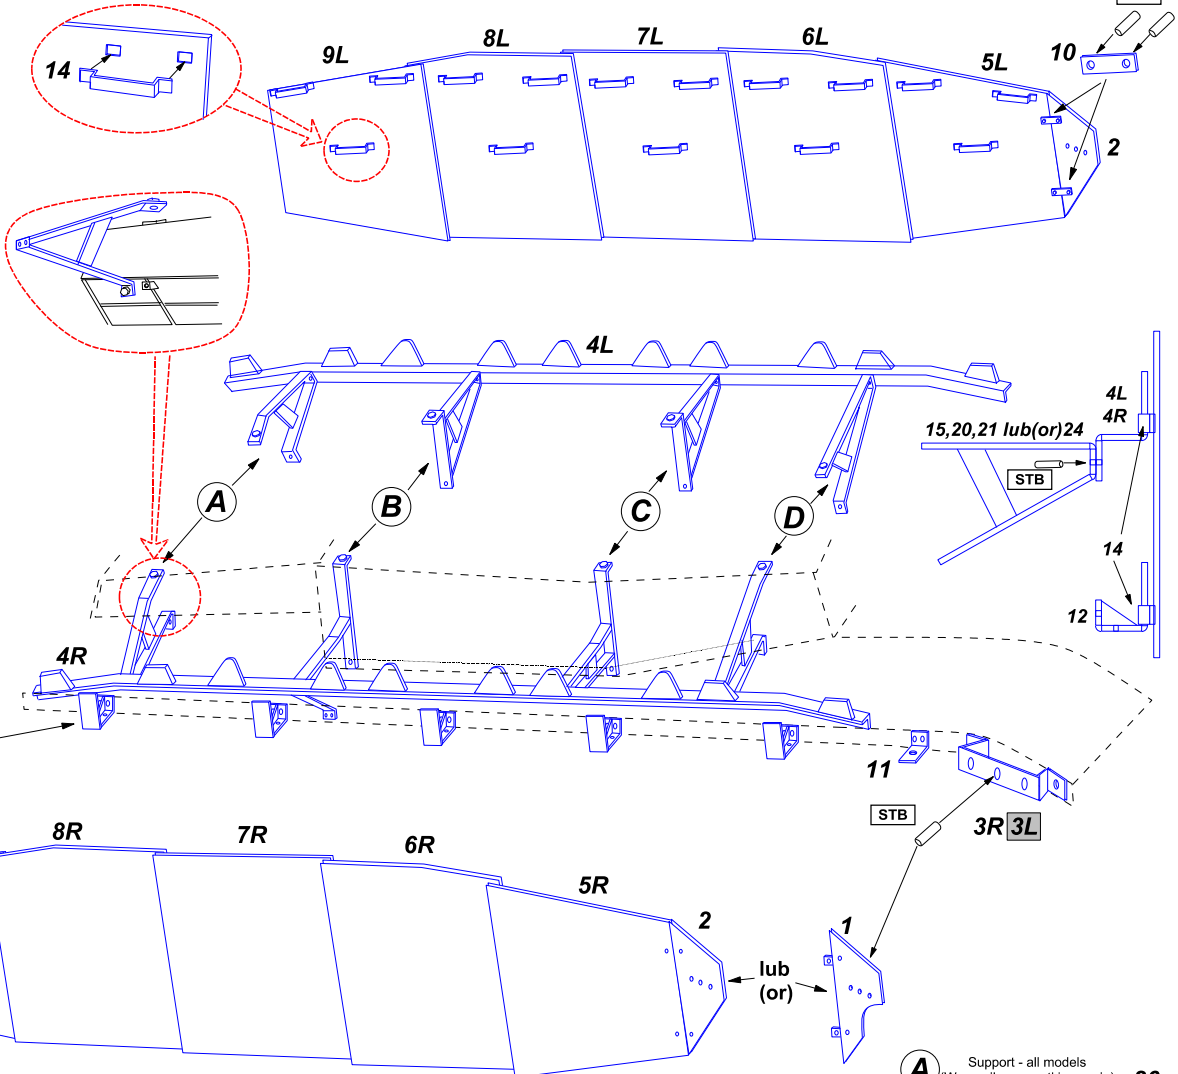 9L
8L
7L
6L
5L
10
14
2
4L
4L
4R
15,20,21 lub(or)24
STB
A
B
C
D
14
12
4R
11
STB
3R 3L
8R
7R
6R
5R
2
1
lub
(or)
A
Support - all models